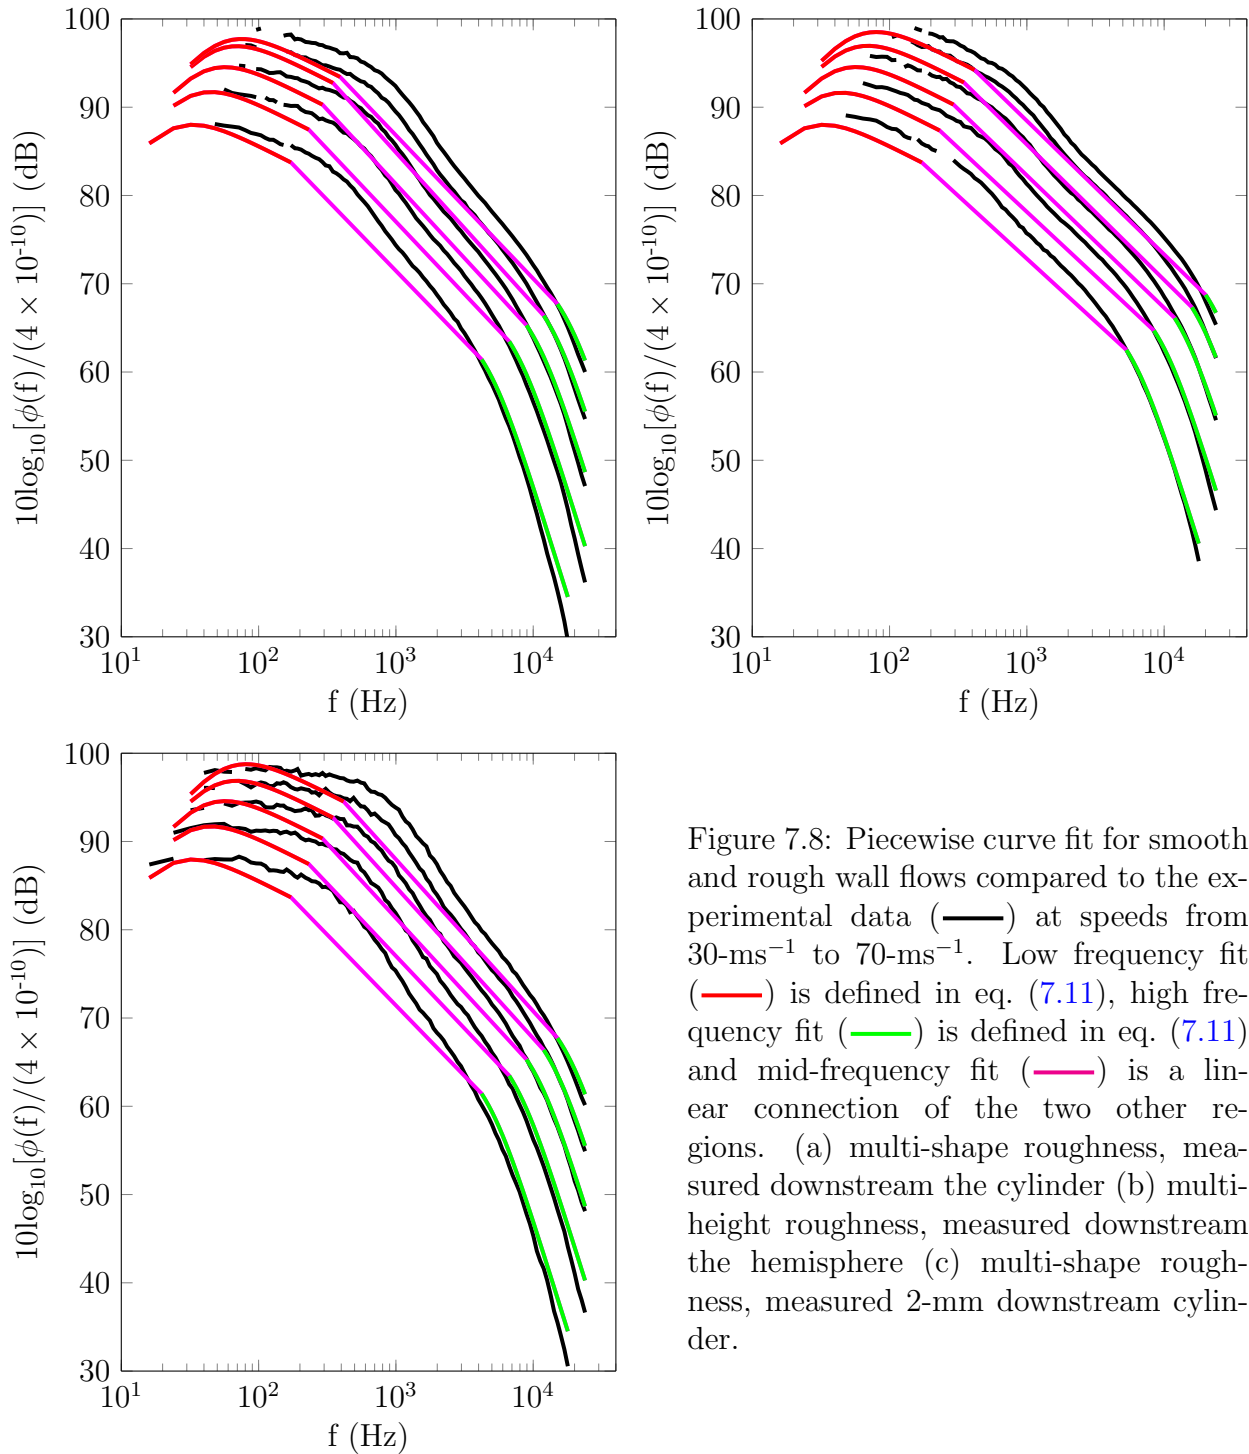 100
90
80
70
60
50
40
30
10^1
10^2
10^3
10^4
f (Hz)
10log_10[ϕ(f)/(4 × 10^-10)] (dB)
100
90
80
70
60
50
40
30
10^1
10^2
10^3
10^4
f (Hz)
10log_10[ϕ(f)/(4 × 10^-10)] (dB)
100
90
80
70
60
50
40
30
10^1
10^2
10^3
10^4
f (Hz)
10log_10[ϕ(f)/(4 × 10^-10)] (dB)
Figure 7.8: Piecewise curve fit for smooth
and rough wall flows compared to the ex-
perimental data (——) at speeds from
30-ms^−1 to 70-ms^−1. Low frequency fit
(——) is defined in eq. (7.11), high fre-
quency fit (——) is defined in eq. (7.11)
and mid-frequency fit (——) is a lin-
ear connection of the two other re-
gions. (a) multi-shape roughness, mea-
sured downstream the cylinder (b) multi-
height roughness, measured downstream
the hemisphere (c) multi-shape rough-
ness, measured 2-mm downstream cylin-
der.